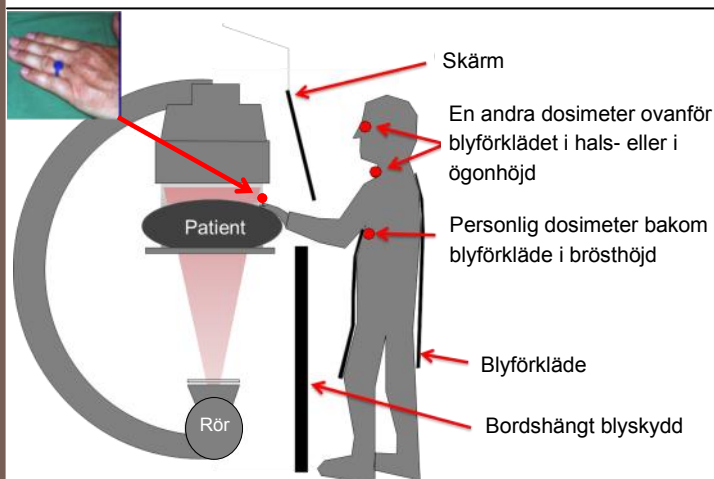 Skärm
En andra dosimeter ovanför
blyförklädet i hals- eller i
ögonhöjd
Patient
Personlig dosimeter bakom
blyförkläde i brösthöjd
Blyförkläde
Rör
Bordshängt blyskydd